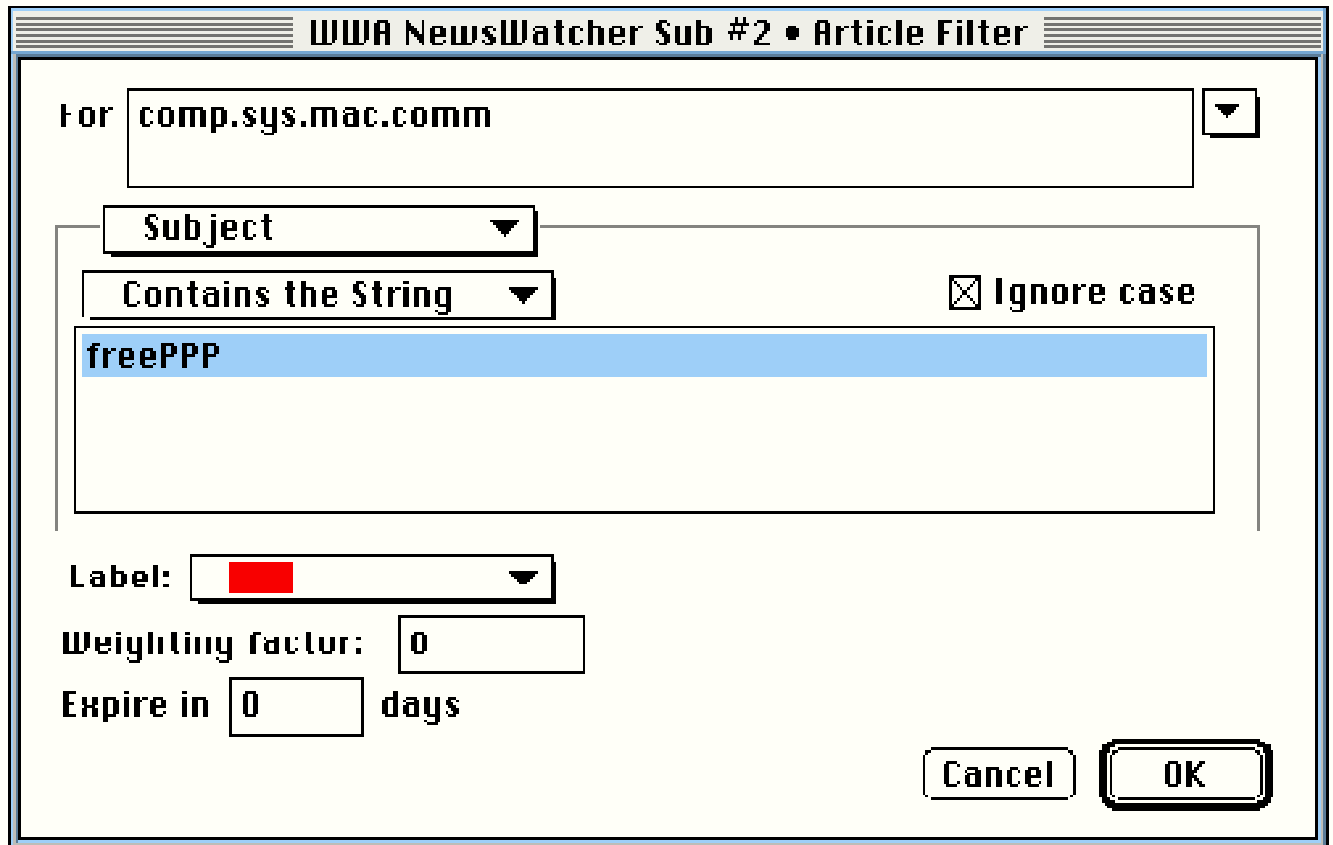 WWA NewsWatcher Sub #2 • Article Filter
For comp.sys.mac.comm
Subject
Contains the String Ignore case
freePPP
Label:
Weighting factor: 0
Expire in 0 days
Cancel OK